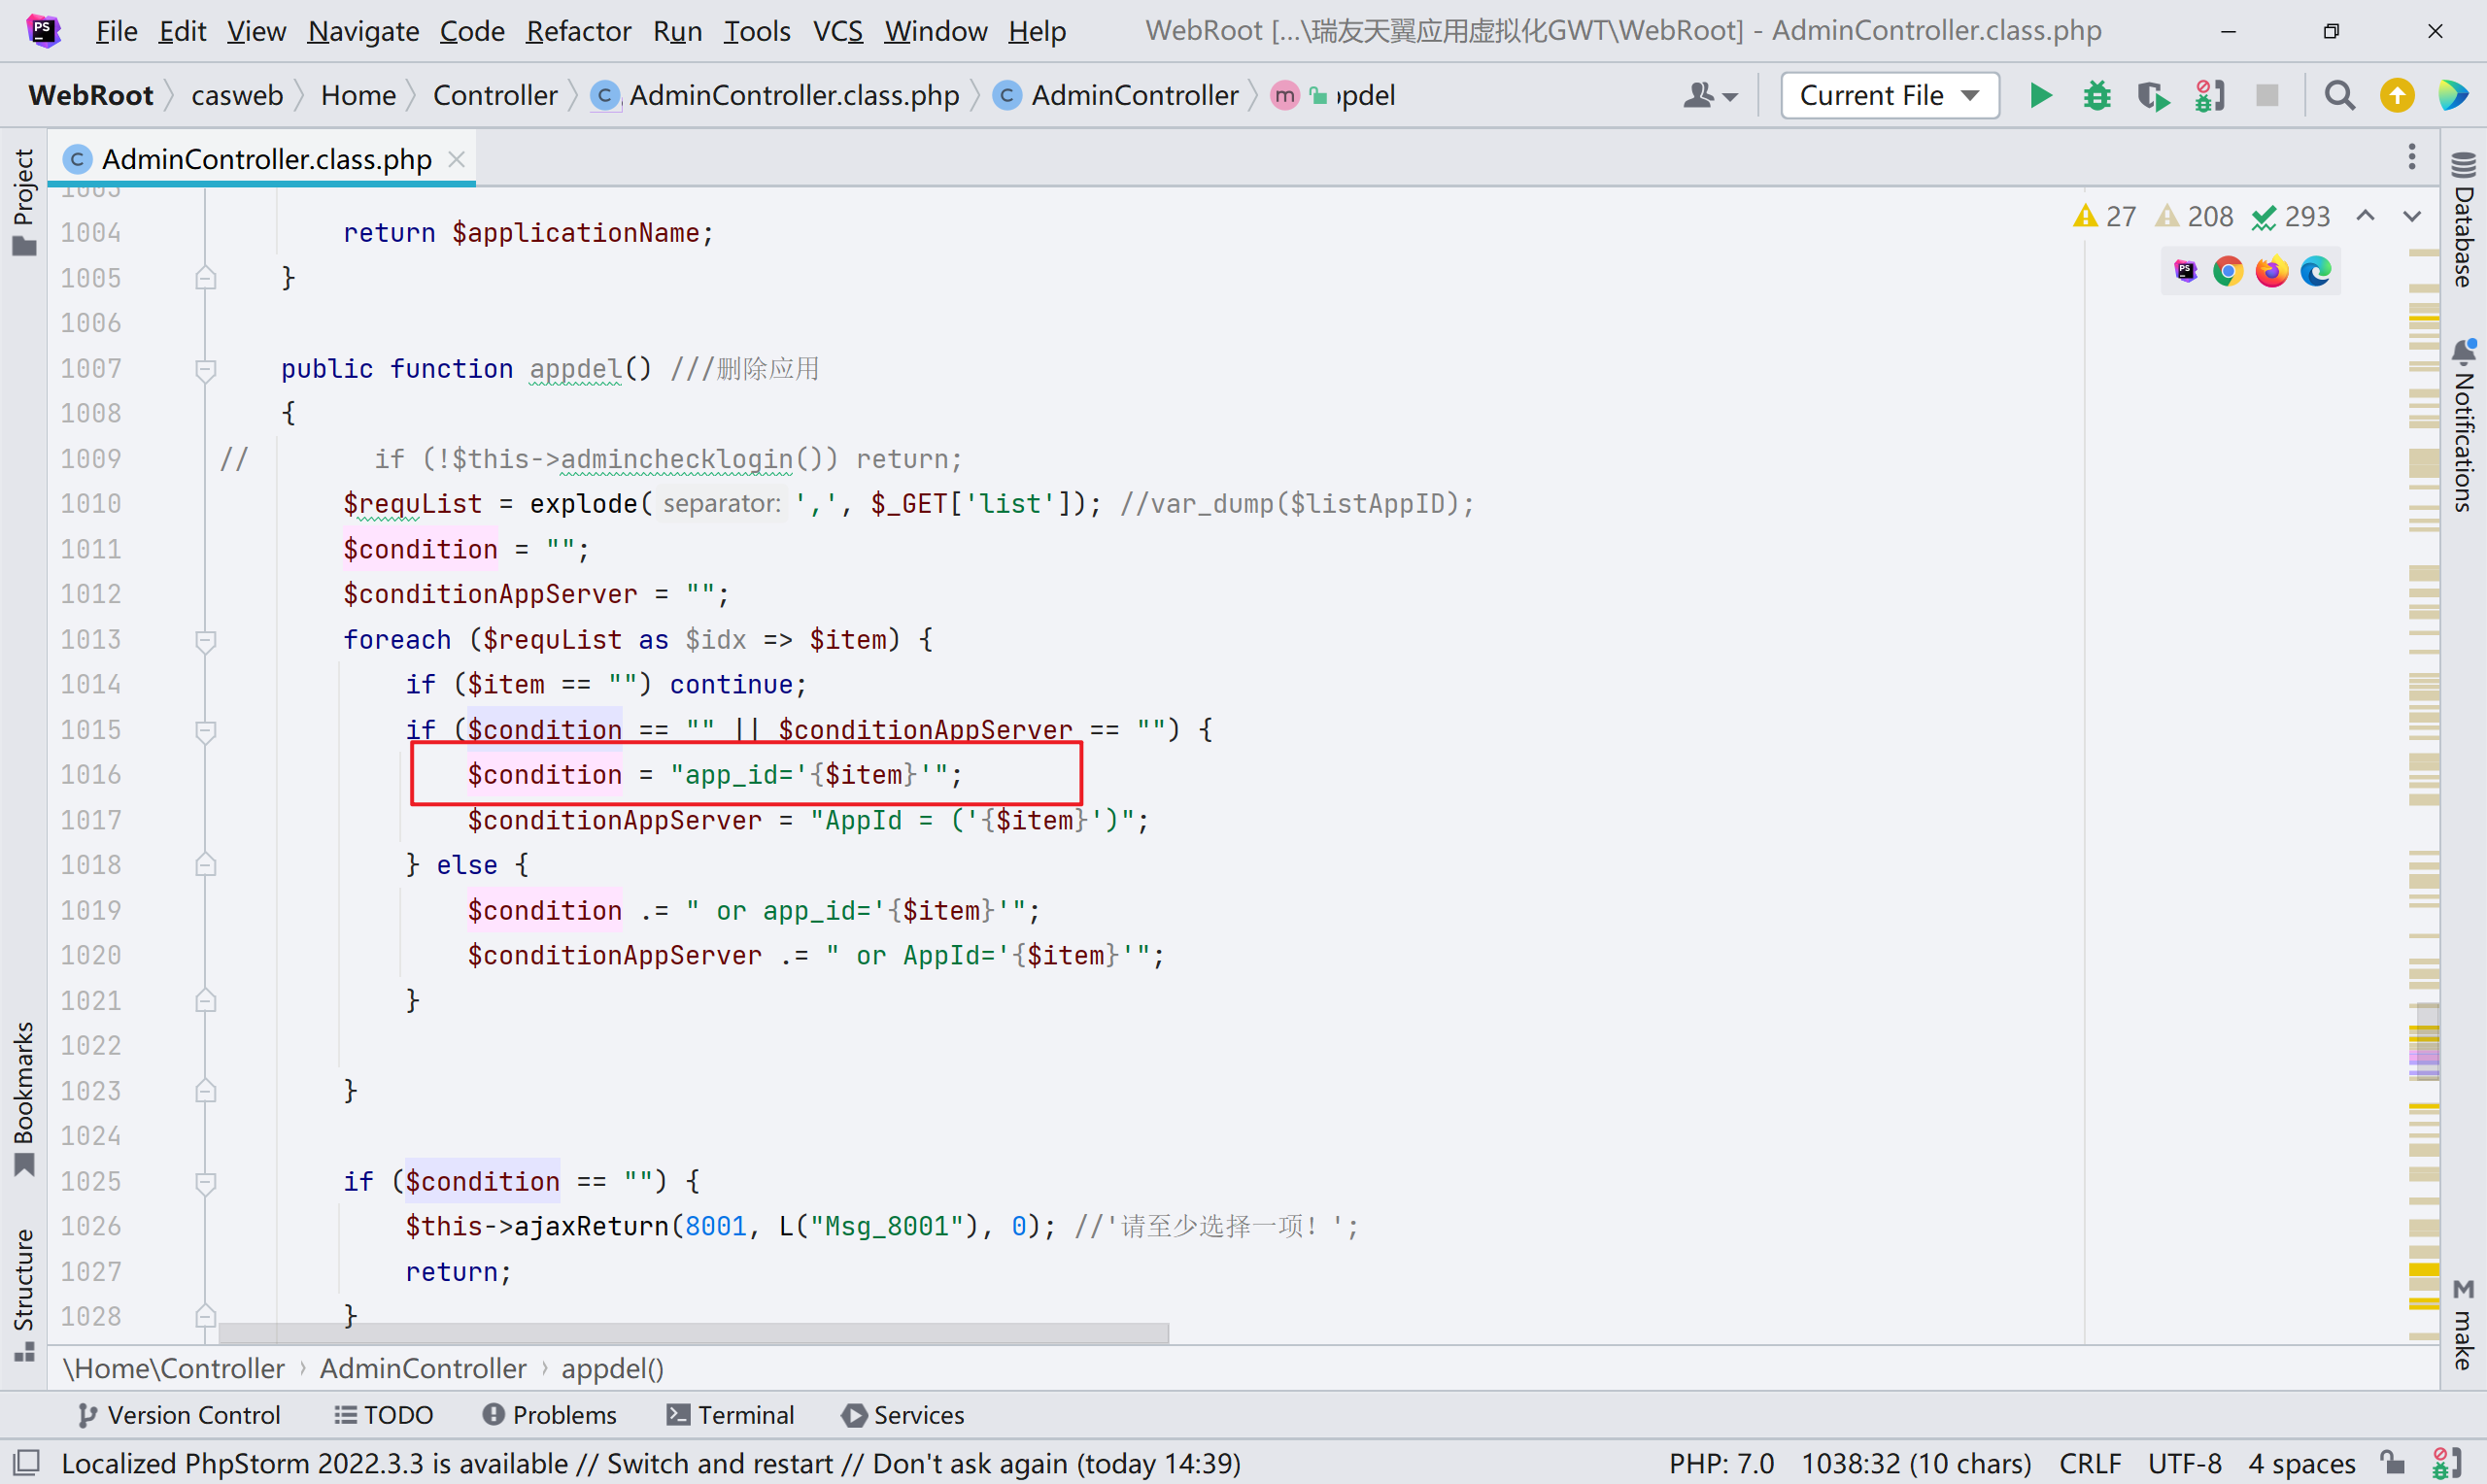 File Edit View Navigate Code Refactor Run Tools VCS Window Help WebRoot [...\瑞友天翼应用虚拟化GWT\WebRoot] - AdminController.class.php
WebRoot casweb Home Controller AdminController.class.php AdminController pdel Current File
AdminController.class.php
Project
Database
Notifications
27 208 293
1004 return $applicationName;
1005 }
1006
1007 public function appdel() ///删除应用
1008 {
1009 // if (!$this->adminchecklogin()) return;
1010 $requList = explode( separator: ',', $_GET['list']); //var_dump($listAppID);
1011 $condition = "";
1012 $conditionAppServer = "";
1013 foreach ($requList as $idx => $item) {
1014 if ($item == "") continue;
1015 if ($condition == "" || $conditionAppServer == "") {
1016 $condition = "app_id='{$item}'";
1017 $conditionAppServer = "AppId = ('{$item}')";
1018 } else {
1019 $condition .= " or app_id='{$item}'";
1020 $conditionAppServer .= " or AppId='{$item}'";
1021 }
1022
1023 }
1024
1025 if ($condition == "") {
1026 $this->ajaxReturn(8001, L("Msg_8001"), 0); //'请至少选择一项！';
1027 return;
1028 }
Bookmarks
Structure
make
\Home\Controller › AdminController › appdel()
Version Control TODO Problems Terminal Services
Localized PhpStorm 2022.3.3 is available // Switch and restart // Don't ask again (today 14:39) PHP: 7.0 1038:32 (10 chars) CRLF UTF-8 4 spaces